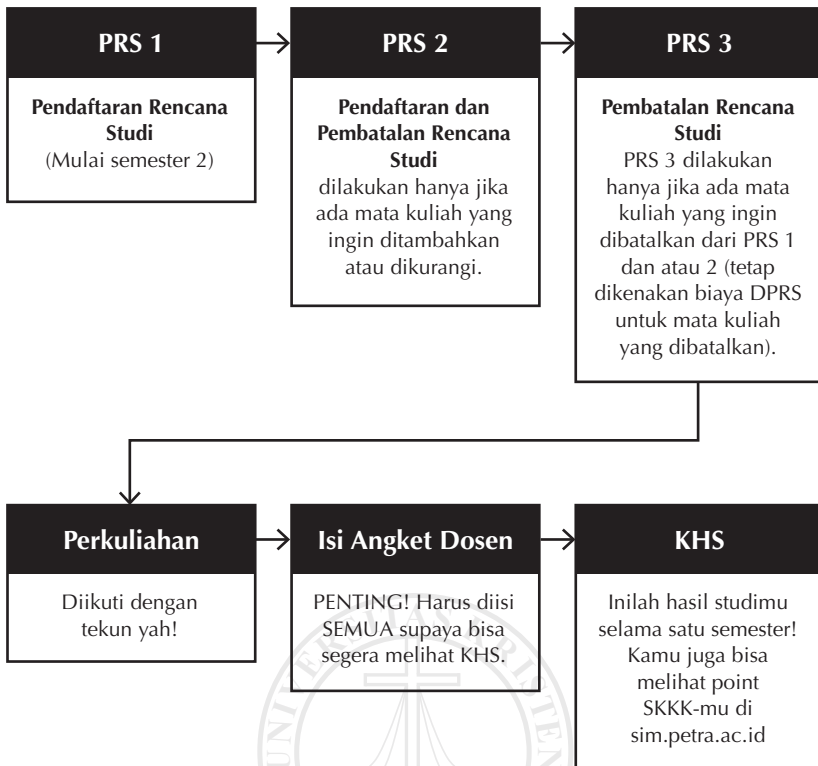 PRS 1
Pendaftaran Rencana
Studi
(Mulai semester 2)
PRS 2
Pendaftaran dan
Pembatalan Rencana
Studi
dilakukan hanya jika
ada mata kuliah yang
ingin ditambahkan
atau dikurangi.
PRS 3
Pembatalan Rencana
Studi
PRS 3 dilakukan
hanya jika ada mata
kuliah yang ingin
dibatalkan dari PRS 1
dan atau 2 (tetap
dikenakan biaya DPRS
untuk mata kuliah
yang dibatalkan).
Perkuliahan
Diikuti dengan
tekun yah!
Isi Angket Dosen
PENTING! Harus diisi
SEMUA supaya bisa
segera melihat KHS.
KHS
Inilah hasil studimu
selama satu semester!
Kamu juga bisa
melihat point
SKKK-mu di
sim.petra.ac.id